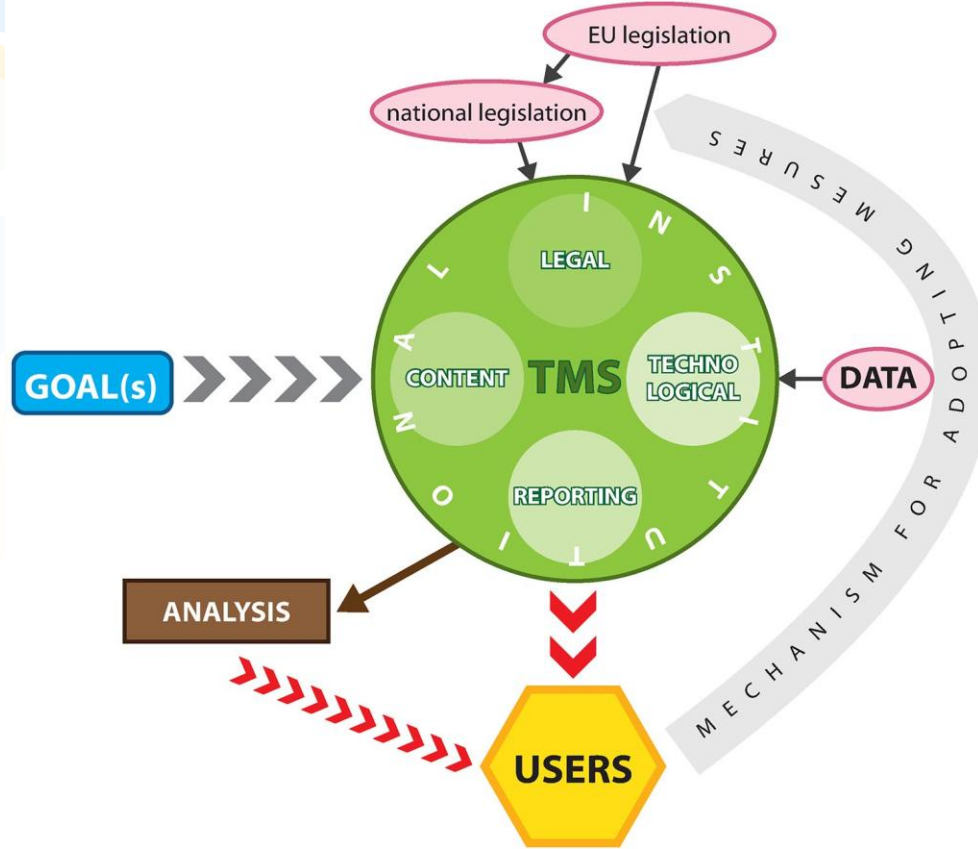 EU legislation
national legislation
INSTITUTIONAL
LEGAL
CONTENT
TMS
TECHNO
LOGICAL
REPORTING
GOAL(s)
DATA
MECHANISM FOR ADOPTING MESURES
ANALYSIS
USERS